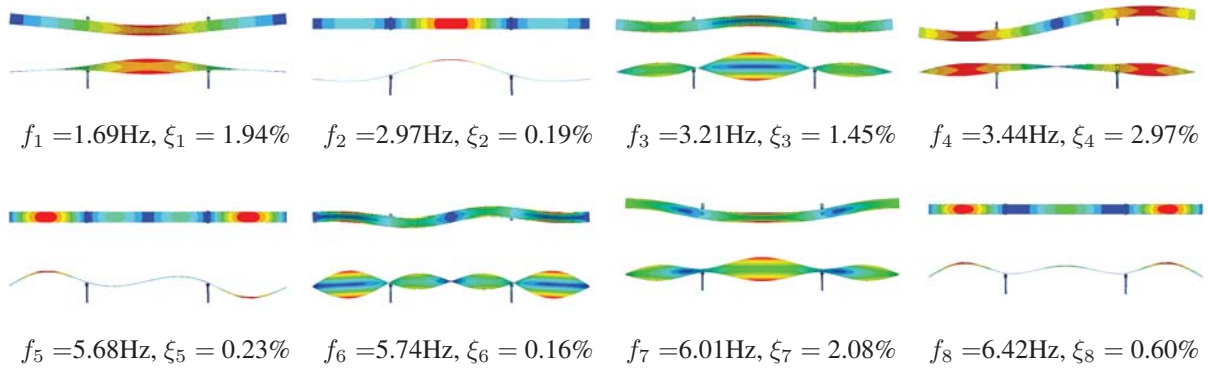 f₁ =1.69Hz, ξ₁ = 1.94% f₂ =2.97Hz, ξ₂ = 0.19% f₃ =3.21Hz, ξ₃ = 1.45% f₄ =3.44Hz, ξ₄ = 2.97%
f₅ =5.68Hz, ξ₅ = 0.23% f₆ =5.74Hz, ξ₆ = 0.16% f₇ =6.01Hz, ξ₇ = 2.08% f₈ =6.42Hz, ξ₈ = 0.60%